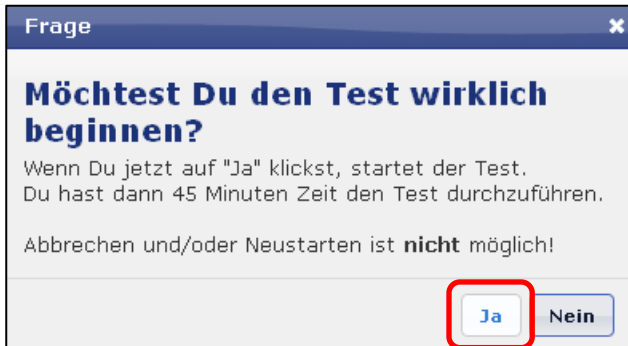 Frage
Möchtest Du den Test wirklich
beginnen?
Wenn Du jetzt auf "Ja" klickst, startet der Test.
Du hast dann 45 Minuten Zeit den Test durchzuführen.
Abbrechen und/oder Neustarten ist nicht möglich!
Ja Nein